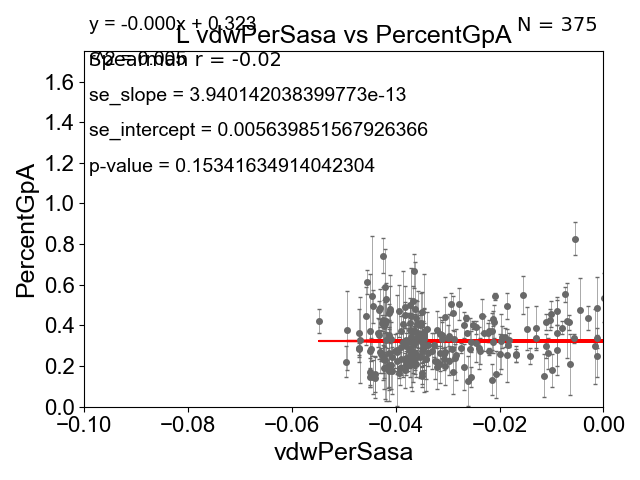 y = -0.000x + 0.323
N = 375
L vdwPerSasa vs PercentGpA
Spearman r = -0.02
se_slope = 3.940142038399773e-13
se_intercept = 0.005639851567926366
p-value = 0.15341634914042304
PercentGpA
1.6
1.4
1.2
1.0
0.8
0.6
0.4
0.2
0.0
−0.10
−0.08
−0.06
−0.04
−0.02
0.00
vdwPerSasa